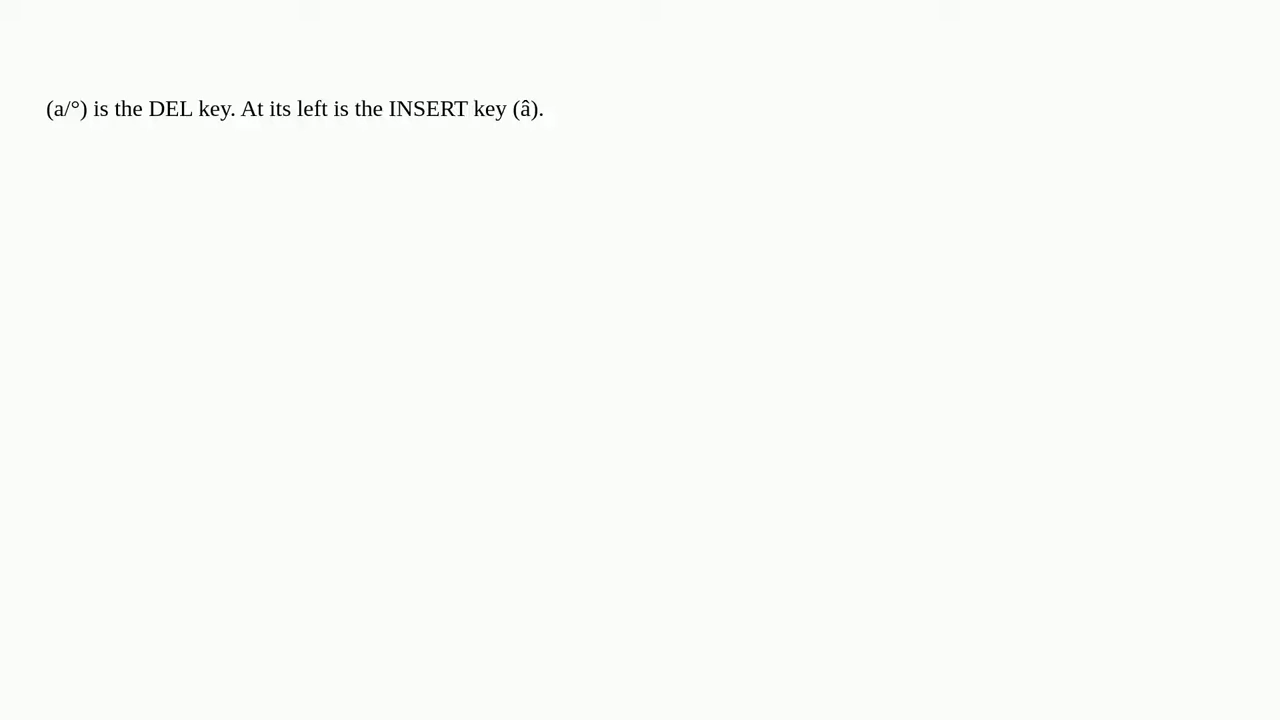 (a/°) is the DEL key. At its left is the INSERT key (â).